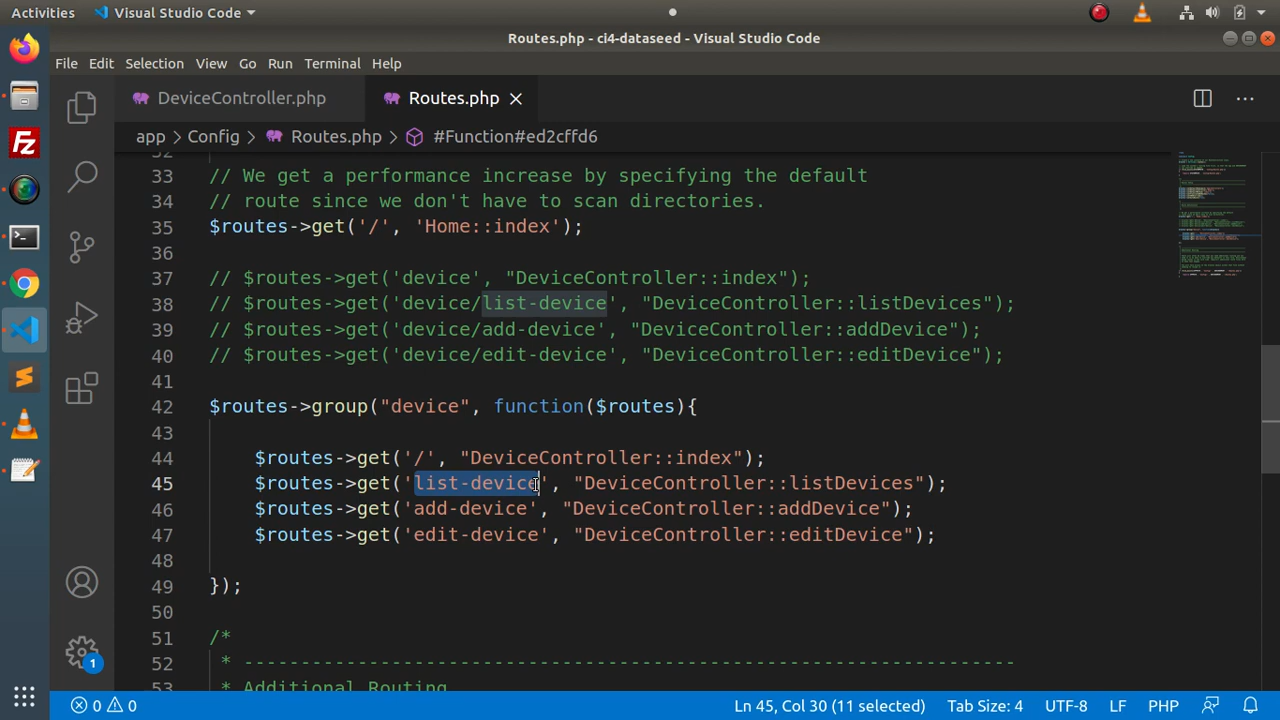 Activities Visual Studio Code
Routes.php - ci4-dataseed - Visual Studio Code
File Edit Selection View Go Run Terminal Help
DeviceController.php Routes.php
app > Config > Routes.php > #Function#ed2cffd6
33 // We get a performance increase by specifying the default
34 // route since we don't have to scan directories.
35 $routes->get('/', 'Home::index');
36
37 // $routes->get('device', "DeviceController::index");
38 // $routes->get('device/list-device', "DeviceController::listDevices");
39 // $routes->get('device/add-device', "DeviceController::addDevice");
40 // $routes->get('device/edit-device', "DeviceController::editDevice");
41
42 $routes->group("device", function($routes){
43
44 $routes->get('/', "DeviceController::index");
45 $routes->get('list-device', "DeviceController::listDevices");
46 $routes->get('add-device', "DeviceController::addDevice");
47 $routes->get('edit-device', "DeviceController::editDevice");
48
49 });
50
51 /*
52 * --------------------------------------------------------------------
53 * Additional Routing
1
0 0 Ln 45, Col 30 (11 selected) Tab Size: 4 UTF-8 LF PHP